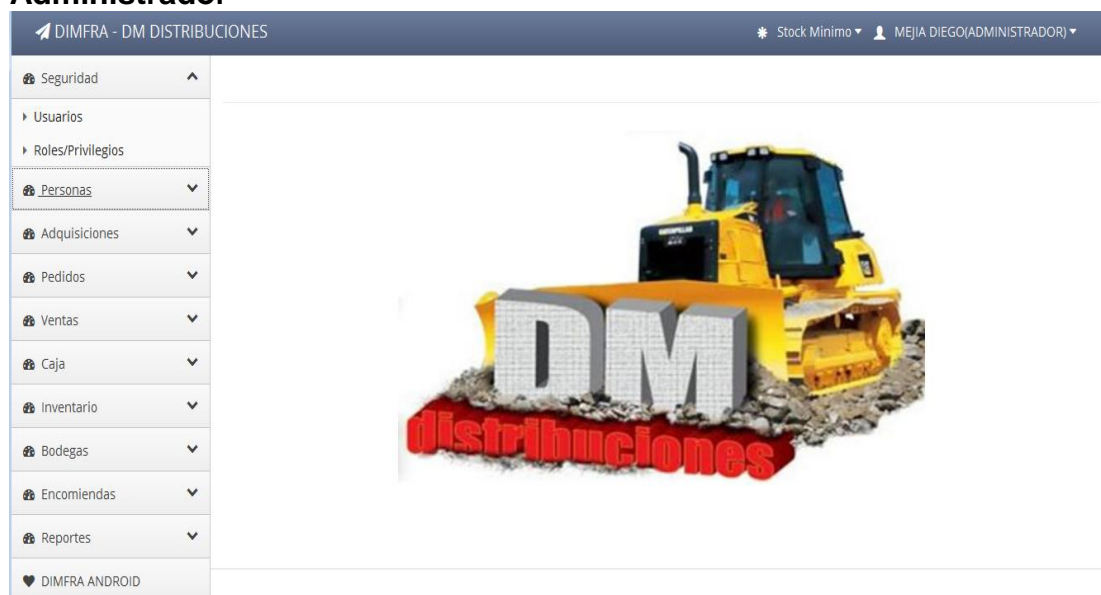 Administrador
DIMFRA - DM DISTRIBUCIONES
Stock Minimo
MEJIA DIEGO(ADMINISTRADOR)
Seguridad
Usuarios
Roles/Privilegios
Personas
Adquisiciones
Pedidos
Ventas
Caja
Inventario
Bodegas
Encomiendas
Reportes
DIMFRA ANDROID
CATERPILLAR
DM
distribuciones